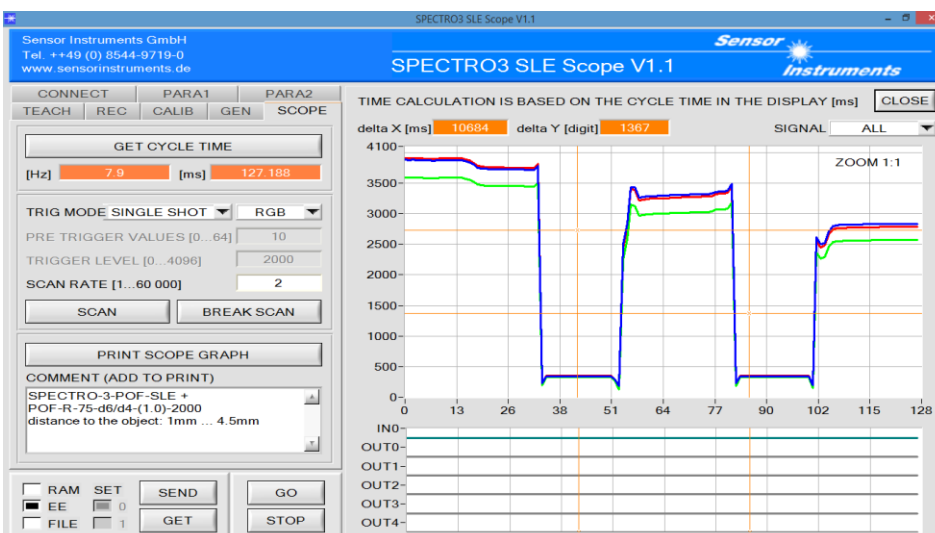 SPECTRO3 SLE Scope V1.1
Sensor Instruments GmbH
Tel. ++49 (0) 8544-9719-0
www.sensorinstruments.de
SPECTRO3 SLE Scope V1.1
Sensor
Instruments
CONNECT PARA1 PARA2
TEACH REC CALIB GEN SCOPE
GET CYCLE TIME
[Hz] 7.9 [ms] 127.188
TRIG MODE SINGLE SHOT RGB
PRE TRIGGER VALUES [0...64] 10
TRIGGER LEVEL [0...4096] 2000
SCAN RATE [1...60 000] 2
SCAN BREAK SCAN
PRINT SCOPE GRAPH
COMMENT (ADD TO PRINT)
SPECTRO-3-POF-SLE +
POF-R-75-d6/d4-(1.0)-2000
distance to the object: 1mm ... 4.5mm
RAM SET SEND GO
EE 0
FILE 1 GET STOP
TIME CALCULATION IS BASED ON THE CYCLE TIME IN THE DISPLAY [ms] CLOSE
delta X [ms] 10684 delta Y [digit] 1367 SIGNAL ALL
ZOOM 1:1
4100
3500
3000
2500
2000
1500
1000
500
0
0 13 26 38 51 64 77 90 102 115 128
IN0
OUT0
OUT1
OUT2
OUT3
OUT4